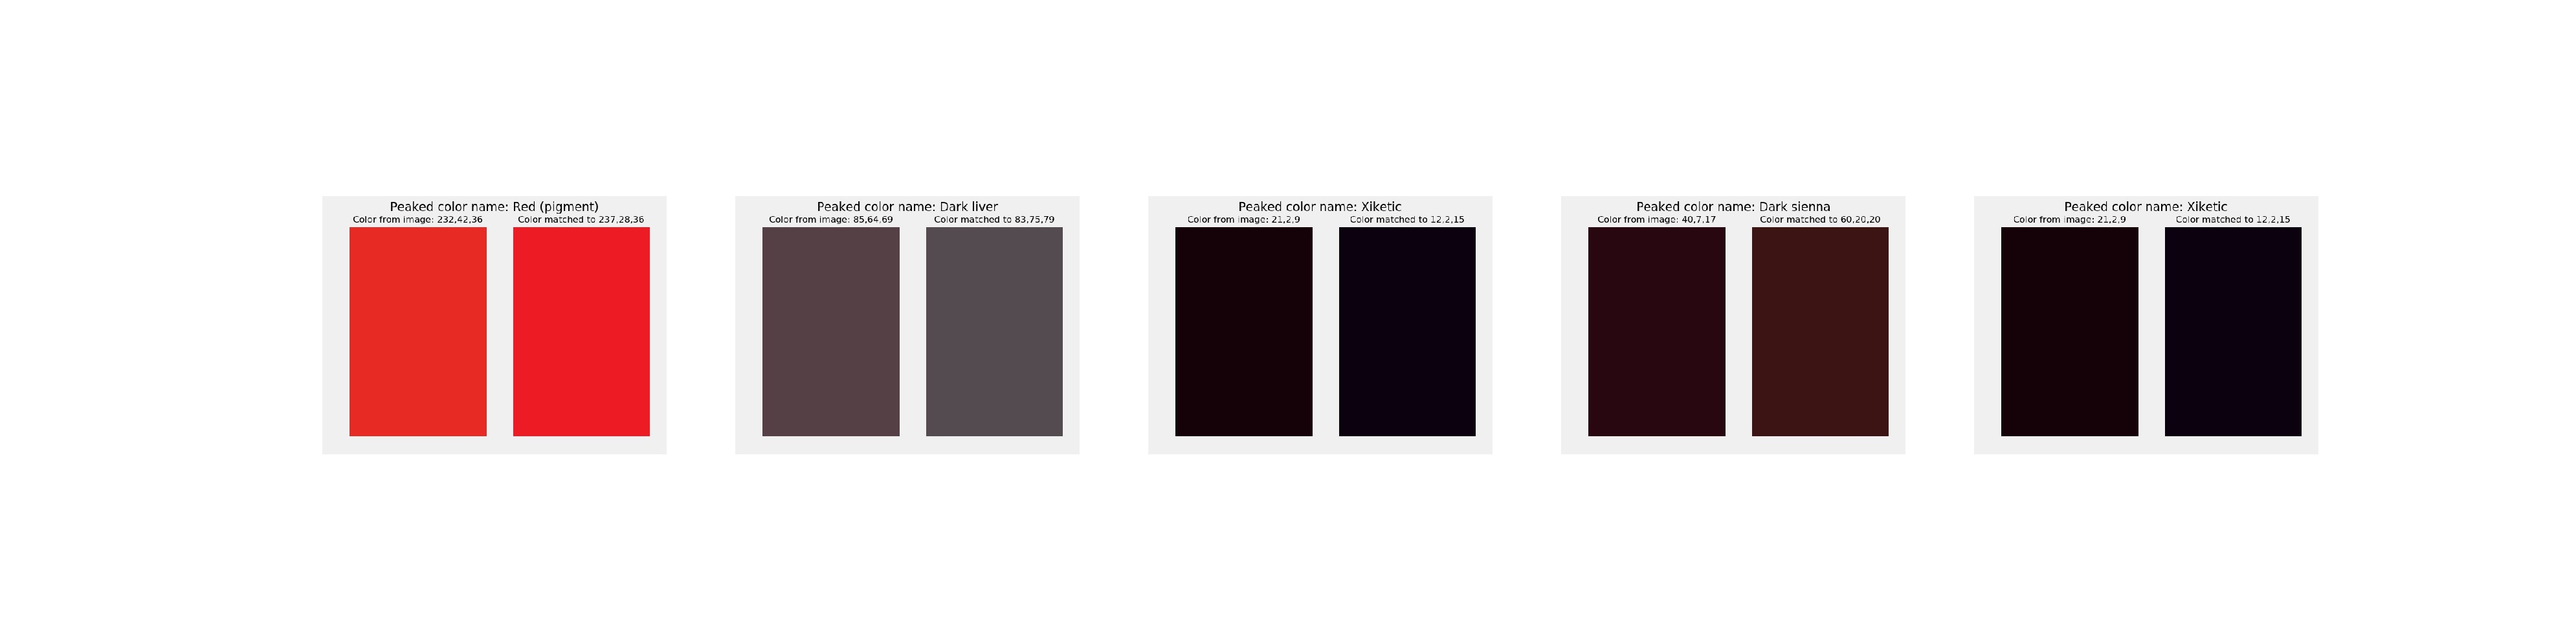 Peaked color name: Red (pigment)
Color from image: 232,42,36
Color matched to 237,28,36
Peaked color name: Dark liver
Color from image: 85,64,69
Color matched to 83,75,79
Peaked color name: Xiketic
Color from image: 21,2,9
Color matched to 12,2,15
Peaked color name: Dark sienna
Color from image: 40,7,17
Color matched to 60,20,20
Peaked color name: Xiketic
Color from image: 21,2,9
Color matched to 12,2,15